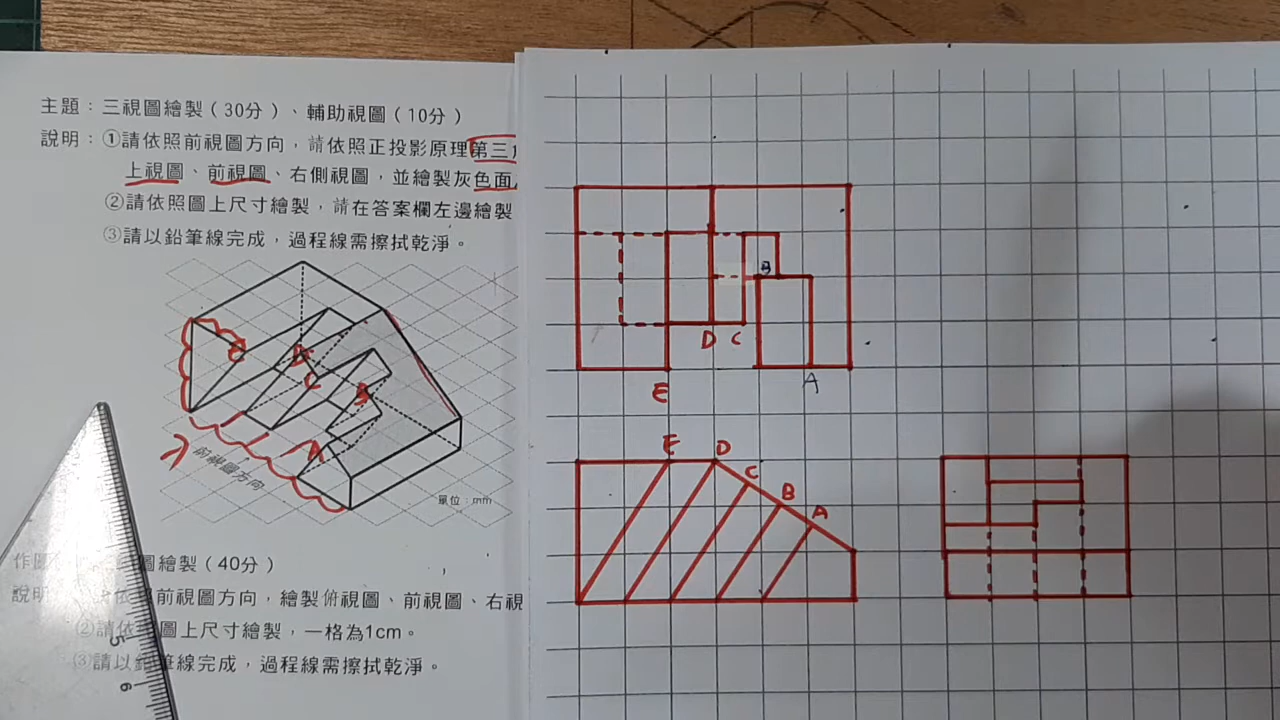 主題：三視圖繪製（30分）、輔助視圖（10分）
說明：①請依照前視圖方向，請依照正投影原理第三
上視圖、前視圖、右側視圖，並繪製灰色面
②請依照圖上尺寸繪製，請在答案欄左邊繪製
③請以鉛筆線完成，過程線需擦拭乾淨。
E
D
C
B
A
前視圖方向
單位：mm
圖繪製（40分）
說明
前視圖方向，繪製俯視圖、前視圖、右視
②請依 圖上尺寸繪製，一格為1cm。
③請以鉛筆線完成，過程線需擦拭乾淨。
5
6
B
D C
E
A
E D
C
B
A